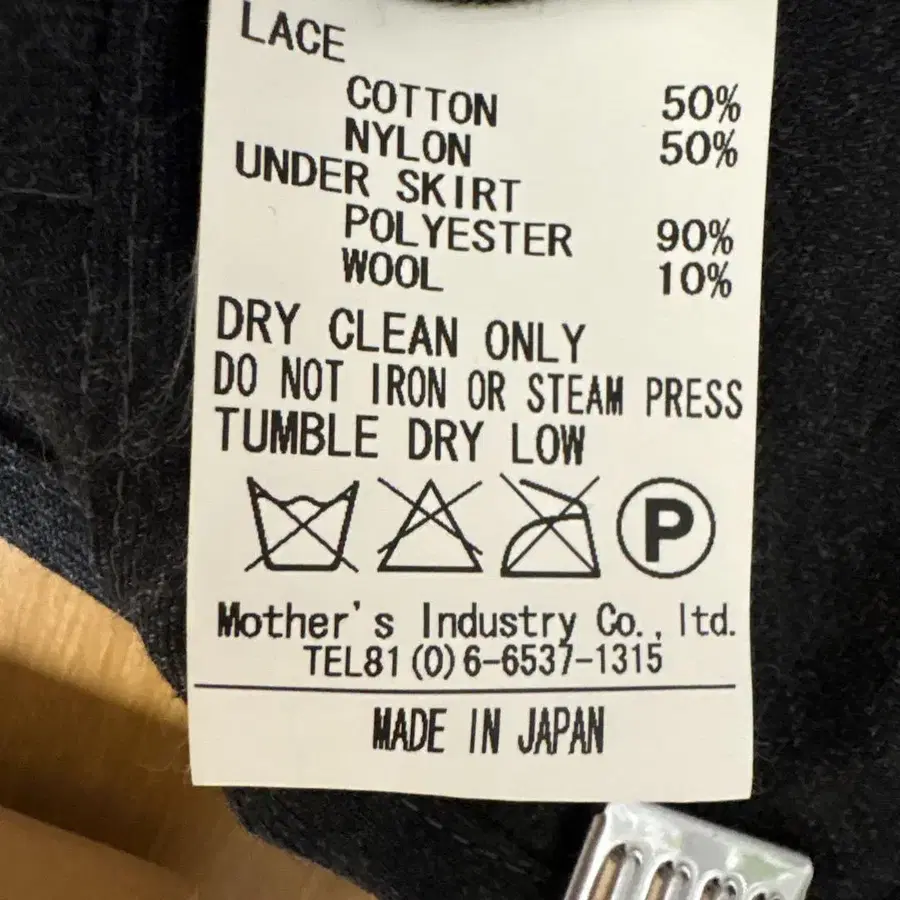 LACE
COTTON 50%
NYLON 50%
UNDER SKIRT
POLYESTER 90%
WOOL 10%
DRY CLEAN ONLY
DO NOT IRON OR STEAM PRESS
TUMBLE DRY LOW
P
Mother's Industry Co., ltd.
TEL81(0)6-6537-1315
MADE IN JAPAN